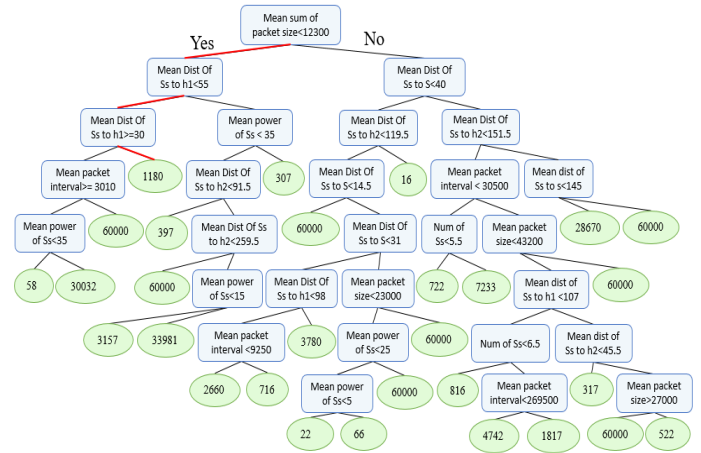 Mean sum of
packet size<12300
Yes
No
Mean Dist Of
Ss to h1<55
Mean Dist Of
Ss to S<40
Mean Dist Of
Ss to h1>=30
Mean power
of Ss < 35
Mean Dist Of
Ss to h2<119.5
Mean Dist Of
Ss to h2<151.5
Mean packet
interval>= 3010
1180
Mean Dist Of
Ss to h2<91.5
307
Mean Dist Of
Ss to S<14.5
16
Mean packet
interval < 30500
Mean dist of
Ss to s<145
Mean power
of Ss<35
60000
397
Mean Dist Of Ss
to h2<259.5
60000
Mean Dist Of
Ss to S<31
Num of
Ss<5.5
Mean packet
size<43200
28670
60000
58
30032
60000
Mean power
of Ss<15
Mean Dist Of
Ss to h1<98
Mean packet
size<23000
722
7233
Mean dist of
Ss to h1 <107
60000
3157
33981
Mean packet
interval <9250
3780
Mean power
of Ss<25
60000
Num of Ss<6.5
Mean dist of
Ss to h2<45.5
2660
716
Mean power
of Ss<5
60000
816
Mean packet
interval<269500
317
Mean packet
size>27000
22
66
4742
1817
60000
522